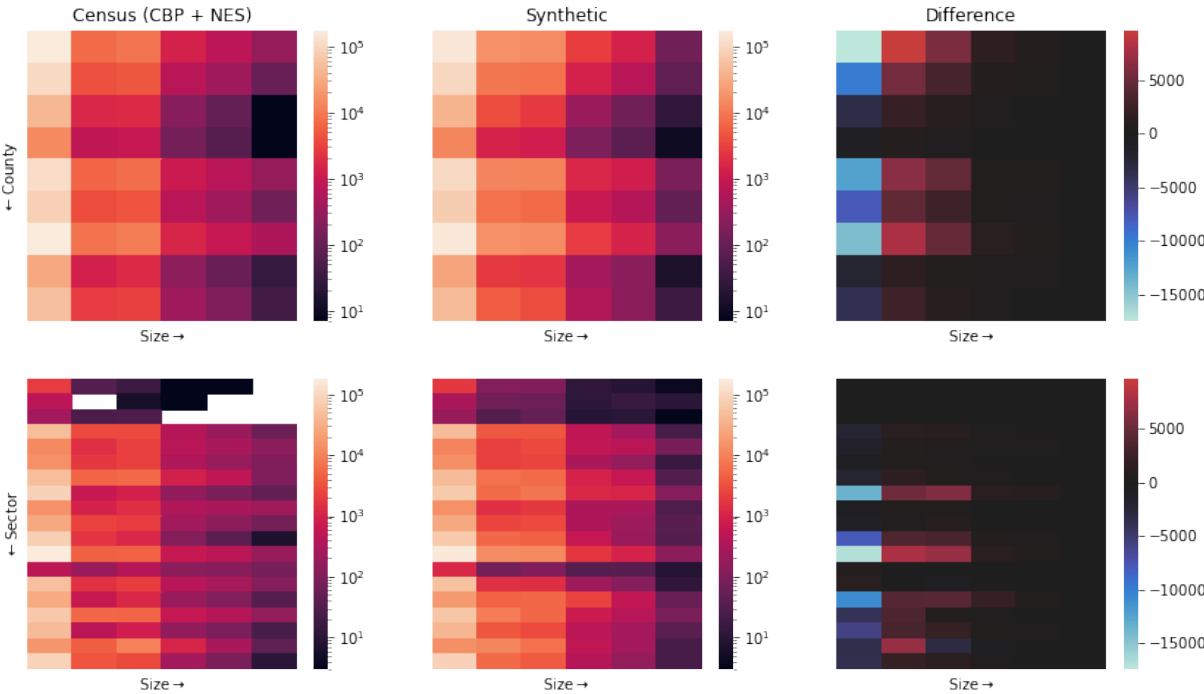 Census (CBP + NES)
Synthetic
Difference
← County
10⁵
10⁴
10³
10²
10¹
10⁵
10⁴
10³
10²
10¹
5000
0
−5000
−10000
−15000
Size →
Size →
Size →
← Sector
10⁵
10⁴
10³
10²
10¹
10⁵
10⁴
10³
10²
10¹
5000
0
−5000
−10000
−15000
Size →
Size →
Size →